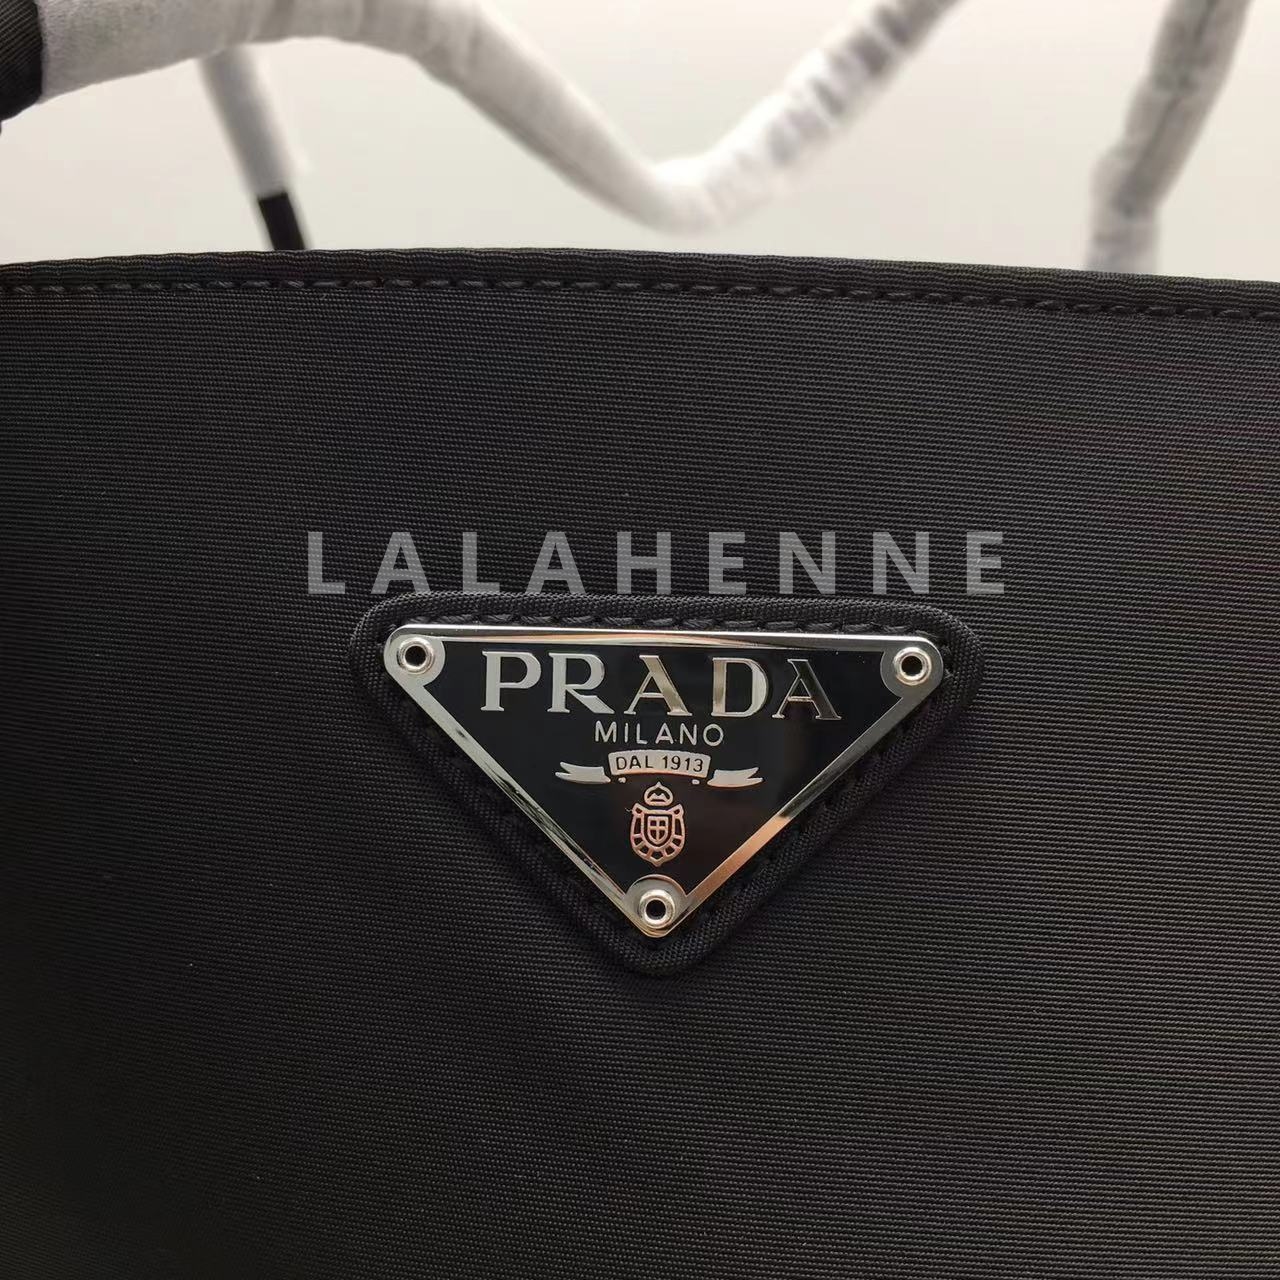 LALAHENNE
PRADA
MILANO
DAL 1913